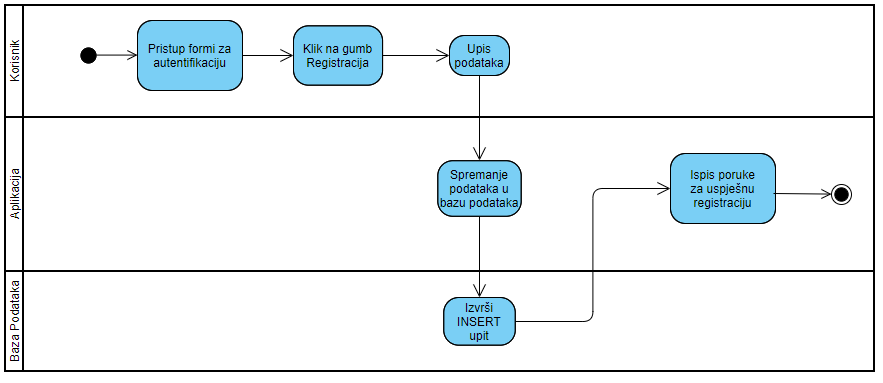 Korisnik
Pristup formi za
autentifikaciju
Klik na gumb
Registracija
Upis
podataka
Aplikacija
Spremanje
podataka u
bazu podataka
Ispis poruke
za uspješnu
registraciju
Baza Podataka
Izvrši
INSERT
upit